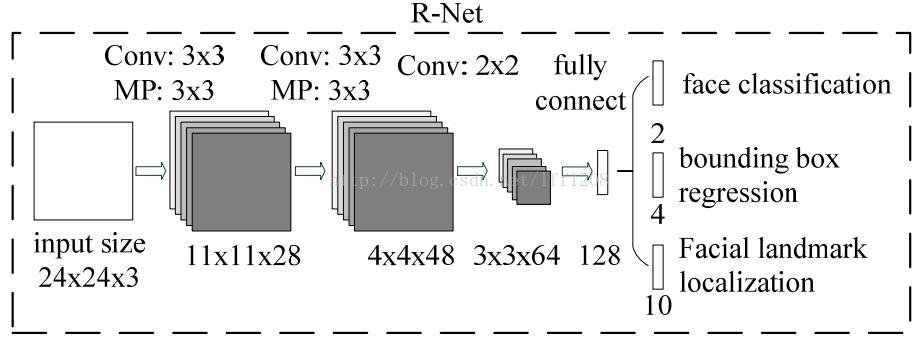 R-Net
Conv: 3x3
MP: 3x3
Conv: 3x3
MP: 3x3
Conv: 2x2
fully
connect
face classification
2
bounding box
regression
4
Facial landmark
localization
10
input size
24x24x3
11x11x28
4x4x48
3x3x64
128